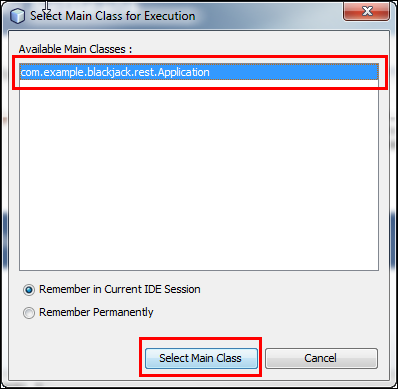 Select Main Class for Execution
Available Main Classes :
com.example.blackjack.rest.Application
Remember in Current IDE Session
Remember Permanently
Select Main Class
Cancel